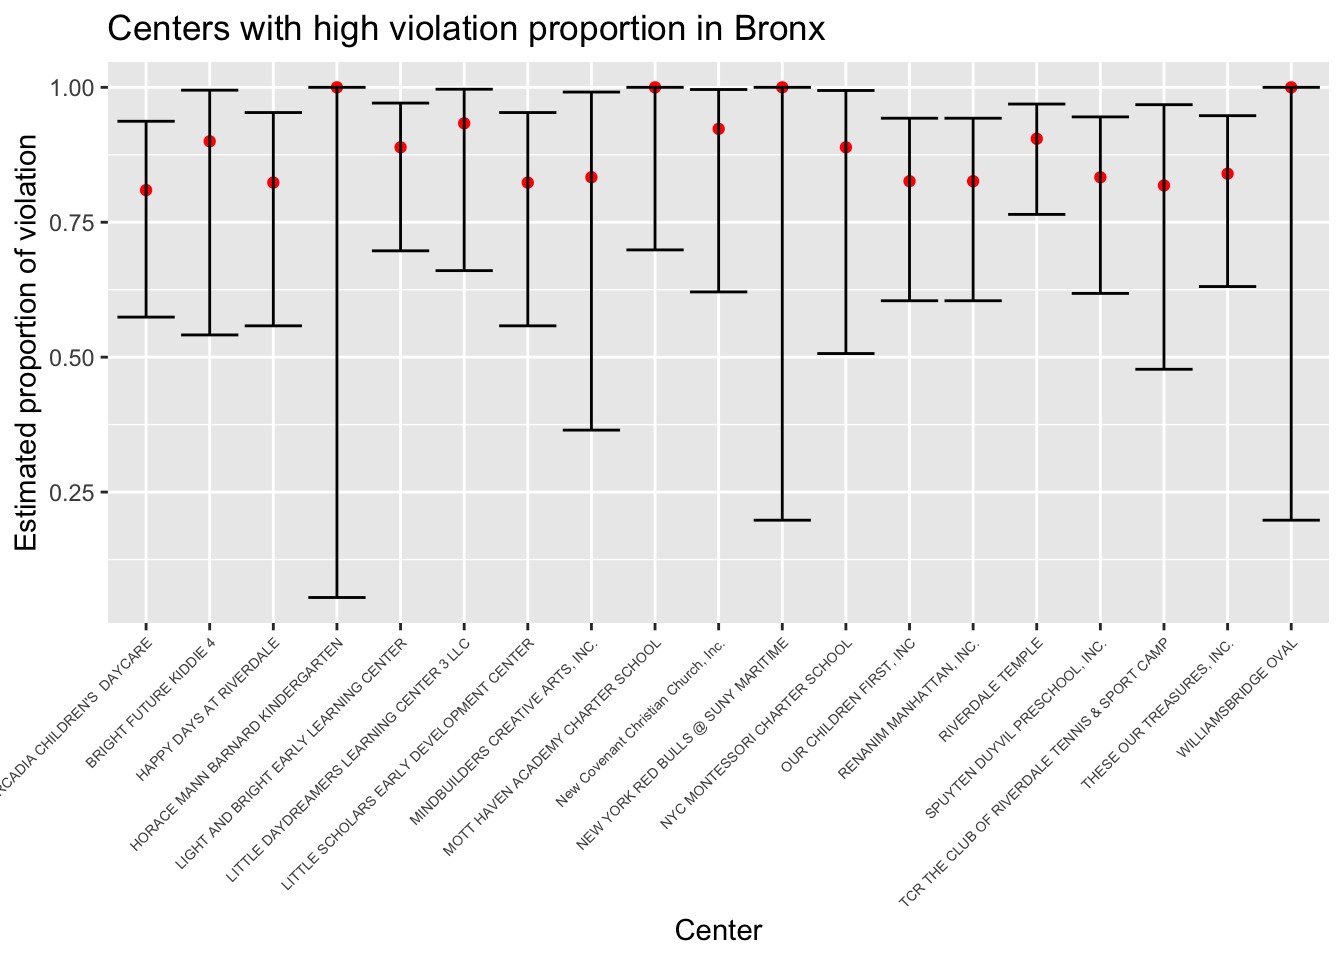 Centers with high violation proportion in Bronx
Estimated proportion of violation
1.00
0.75
0.50
0.25
CHILDREN'S  DAYCARE
BRIGHT FUTURE KIDDIE 4
HAPPY DAYS AT RIVERDALE
HORACE MANN BARNARD KINDERGARTEN
LIGHT AND BRIGHT EARLY LEARNING CENTER
LITTLE DAYDREAMERS LEARNING CENTER 3 LLC
LITTLE SCHOLARS EARLY DEVELOPMENT CENTER
MINDBUILDERS CREATIVE ARTS, INC.
MOTT HAVEN ACADEMY CHARTER SCHOOL
New Covenant Christian Church, Inc.
NEW YORK RED BULLS @ SUNY MARITIME
NYC MONTESSORI CHARTER SCHOOL
OUR CHILDREN FIRST, INC
RENANIM MANHATTAN, INC.
RIVERDALE TEMPLE
SPUYTEN DUYVIL PRESCHOOL, INC.
TCR THE CLUB OF RIVERDALE TENNIS & SPORT CAMP
THESE OUR TREASURES, INC.
WILLIAMSBRIDGE OVAL
Center